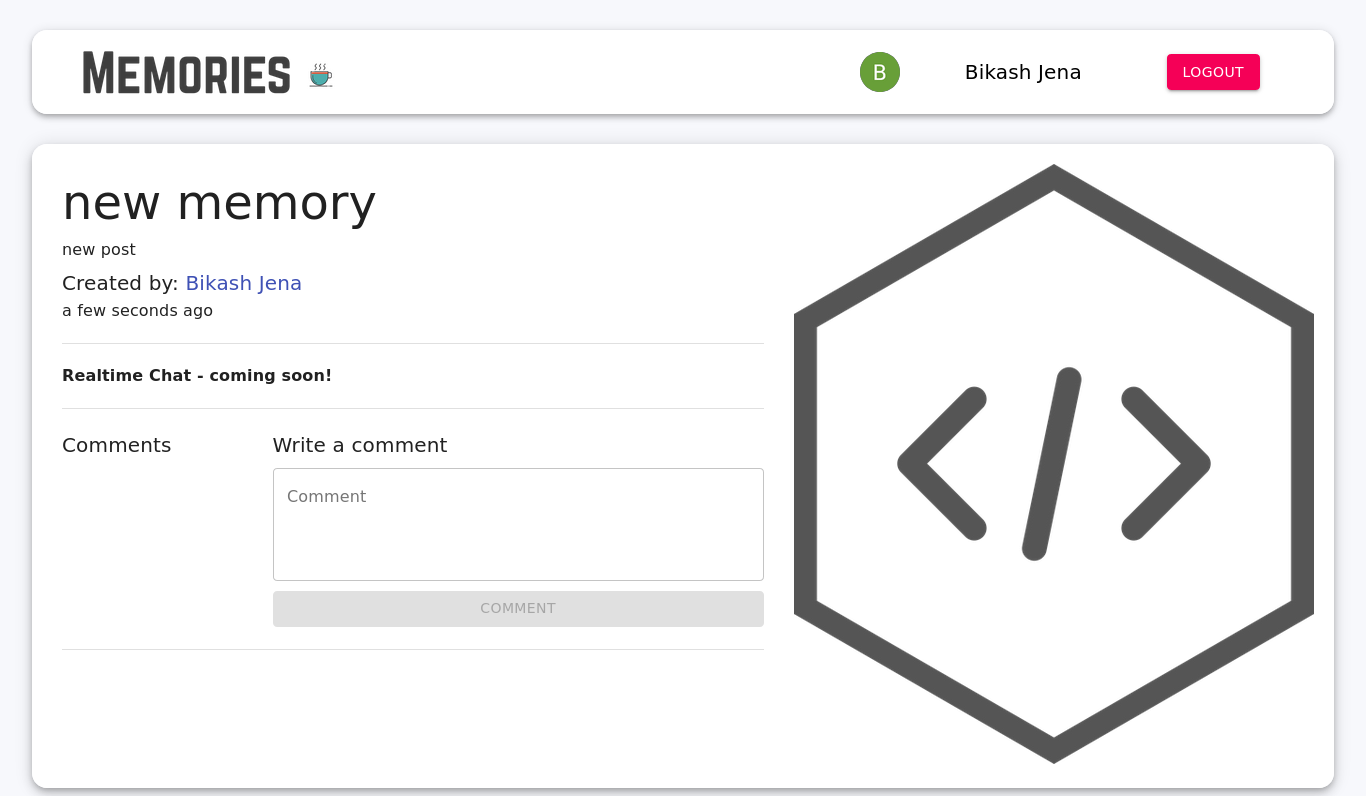 MEMORIES
B
Bikash Jena
LOGOUT
new memory
new post
Created by: Bikash Jena
a few seconds ago
Realtime Chat - coming soon!
Comments
Write a comment
Comment
COMMENT
</>